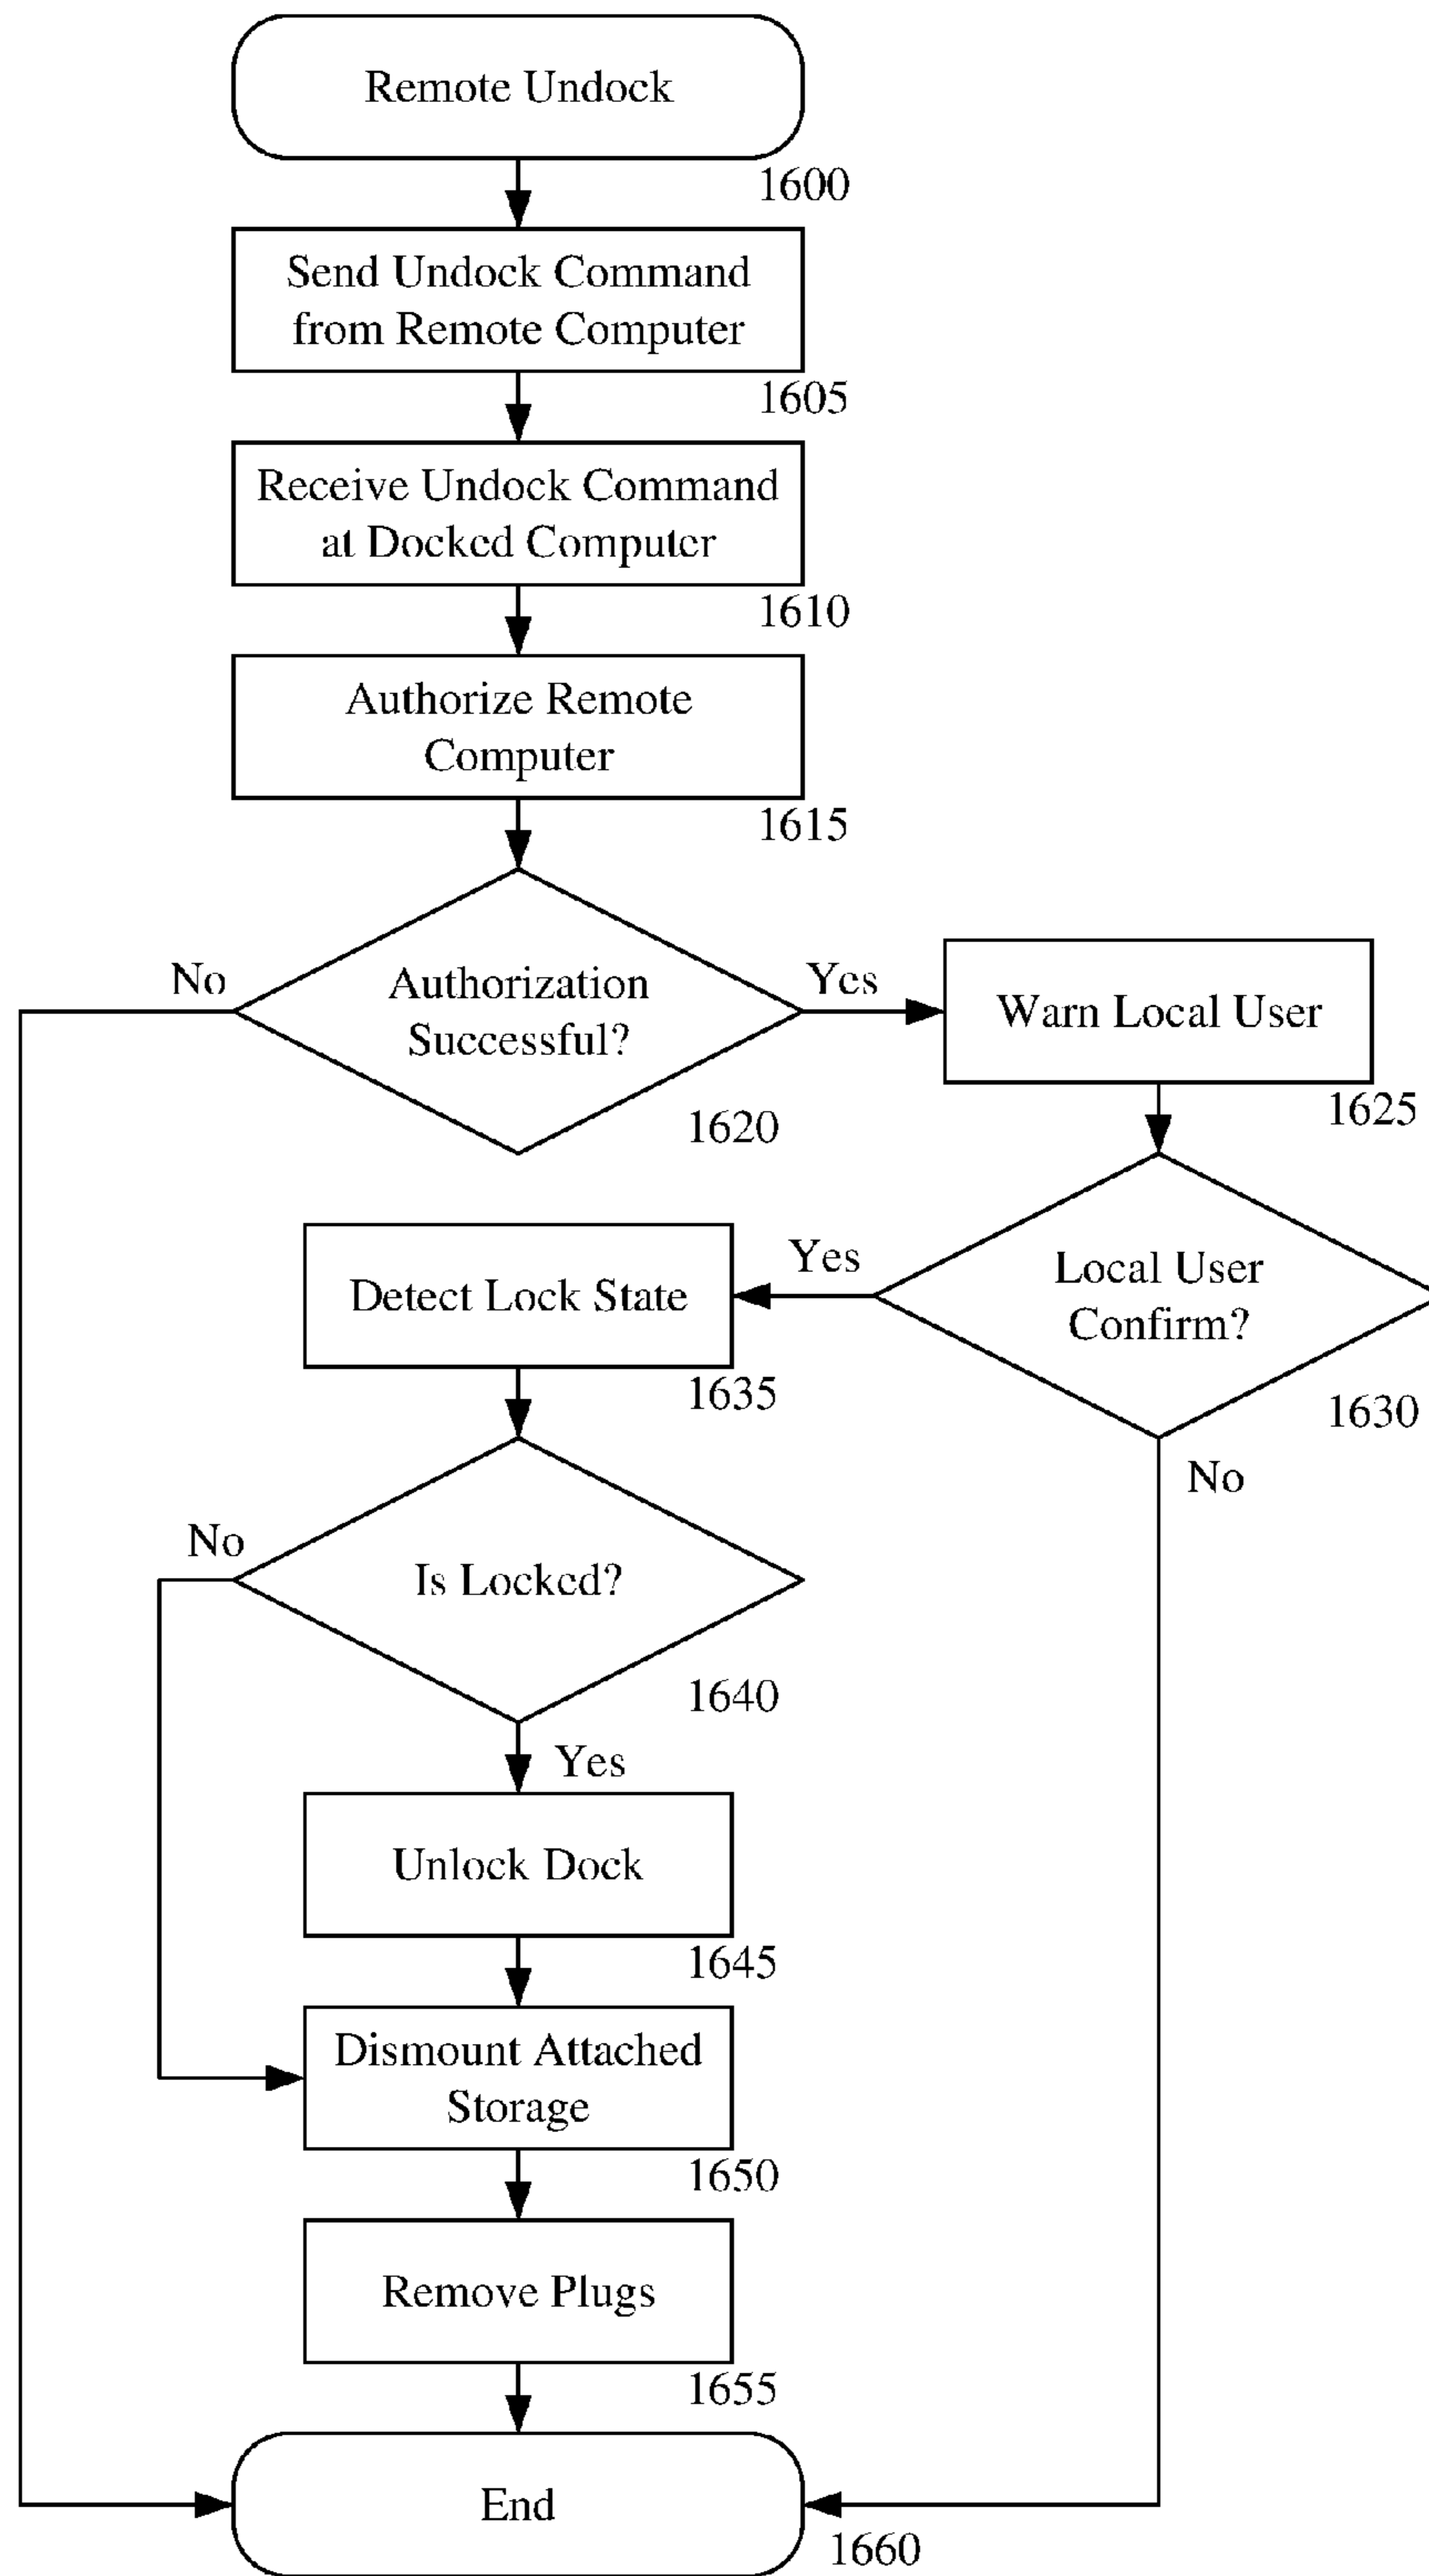 Remote Undock
1600
Send Undock Command
from Remote Computer
1605
Receive Undock Command
at Docked Computer
1610
Authorize Remote
Computer
1615
Authorization
Successful?
No
Yes
1620
Warn Local User
1625
Local User
Confirm?
Yes
No
1630
Detect Lock State
1635
Is Locked?
No
Yes
1640
Unlock Dock
1645
Dismount Attached
Storage
1650
Remove Plugs
1655
End
1660